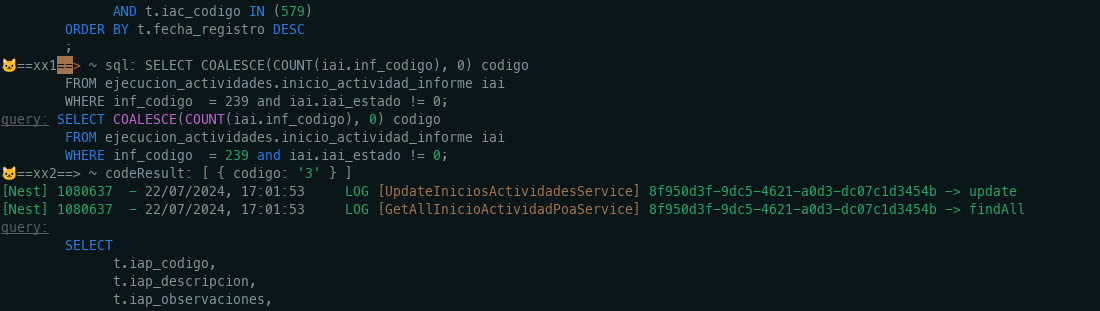 AND t.iac_codigo IN (579)
ORDER BY t.fecha_registro DESC
;
🐱==xx1==> ~ sql: SELECT COALESCE(COUNT(iai.inf_codigo), 0) codigo
FROM ejecucion_actividades.inicio_actividad_informe iai
WHERE inf_codigo  = 239 and iai.iai_estado != 0;
query: SELECT COALESCE(COUNT(iai.inf_codigo), 0) codigo
FROM ejecucion_actividades.inicio_actividad_informe iai
WHERE inf_codigo  = 239 and iai.iai_estado != 0;
🐱==xx2==> ~ codeResult: [ { codigo: '3' } ]
[Nest] 1080637  - 22/07/2024, 17:01:53     LOG [UpdateIniciosActividadesService] 8f950d3f-9dc5-4621-a0d3-dc07c1d3454b -> update
[Nest] 1080637  - 22/07/2024, 17:01:53     LOG [GetAllInicioActividadPoaService] 8f950d3f-9dc5-4621-a0d3-dc07c1d3454b -> findAll
query:
SELECT
t.iap_codigo,
t.iap_descripcion,
t.iap_observaciones,